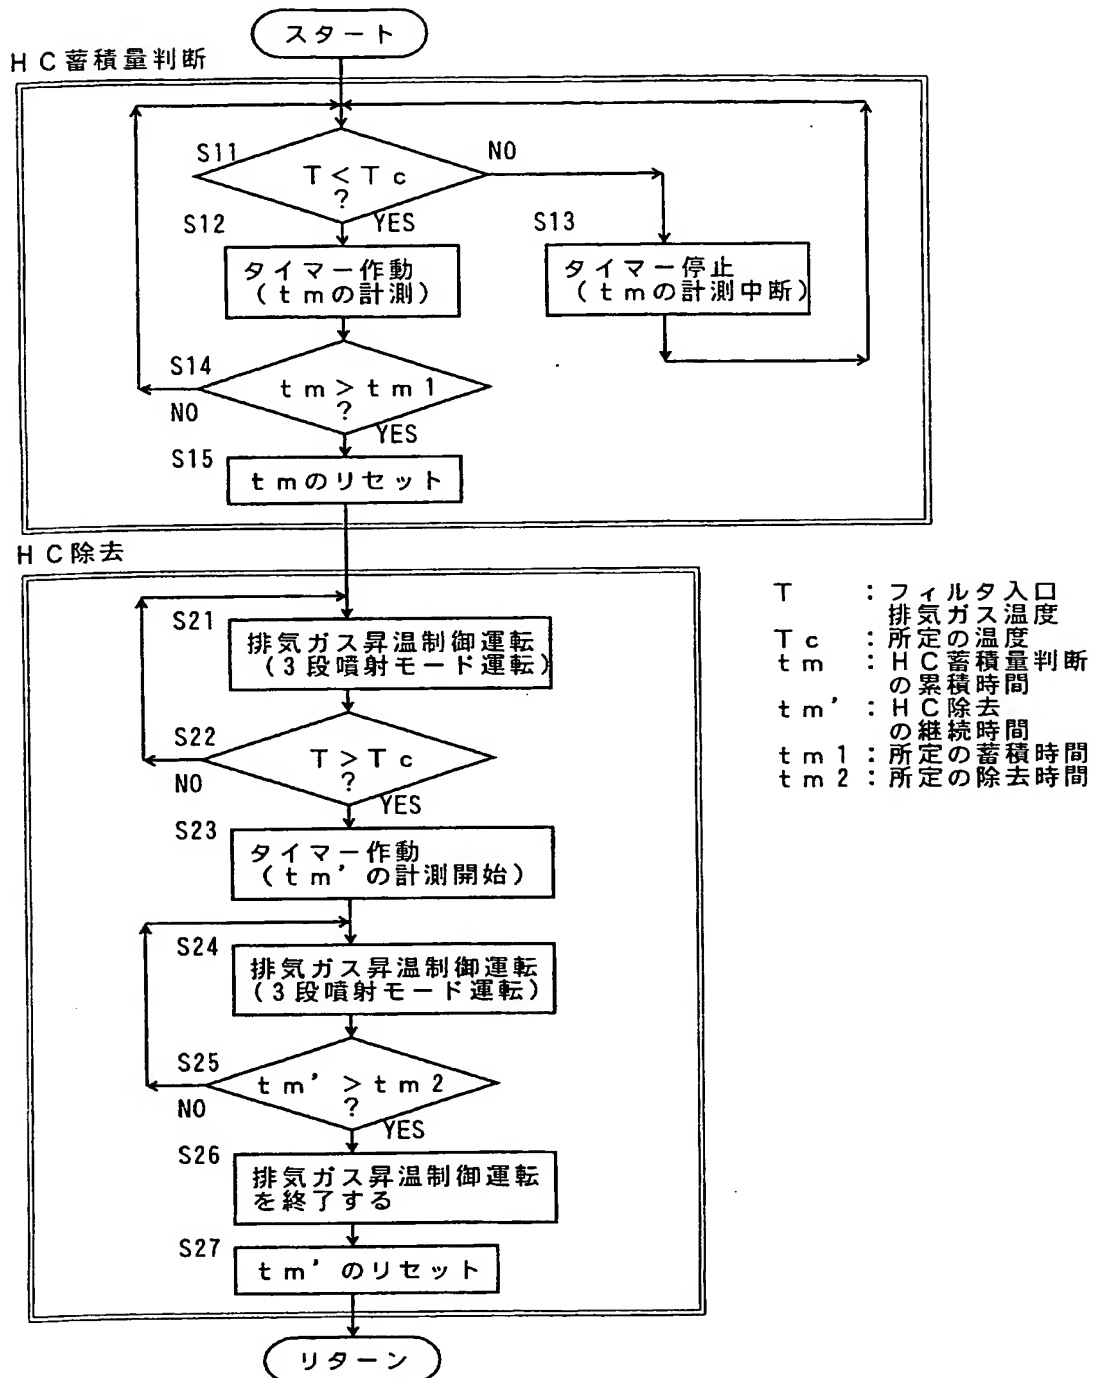 スタート
HC蓄積量判断
S11
T<Tc
?
NO
YES
S12
タイマー作動
(tmの計測)
S13
タイマー停止
(tmの計測中断)
S14
tm>tm1
?
NO
YES
S15
tmのリセット
HC除去
S21
排気ガス昇温制御運転
(3段噴射モード運転)
S22
T>Tc
?
NO
YES
S23
タイマー作動
(tm'の計測開始)
S24
排気ガス昇温制御運転
(3段噴射モード運転)
S25
tm'>tm2
?
NO
YES
S26
排気ガス昇温制御運転
を終了する
S27
tm'のリセット
リターン
T :フィルタ入口
排気ガス温度
Tc :所定の温度
tm :HC蓄積量判断
の累積時間
tm' :HC除去
の継続時間
tm1:所定の蓄積時間
tm2:所定の除去時間